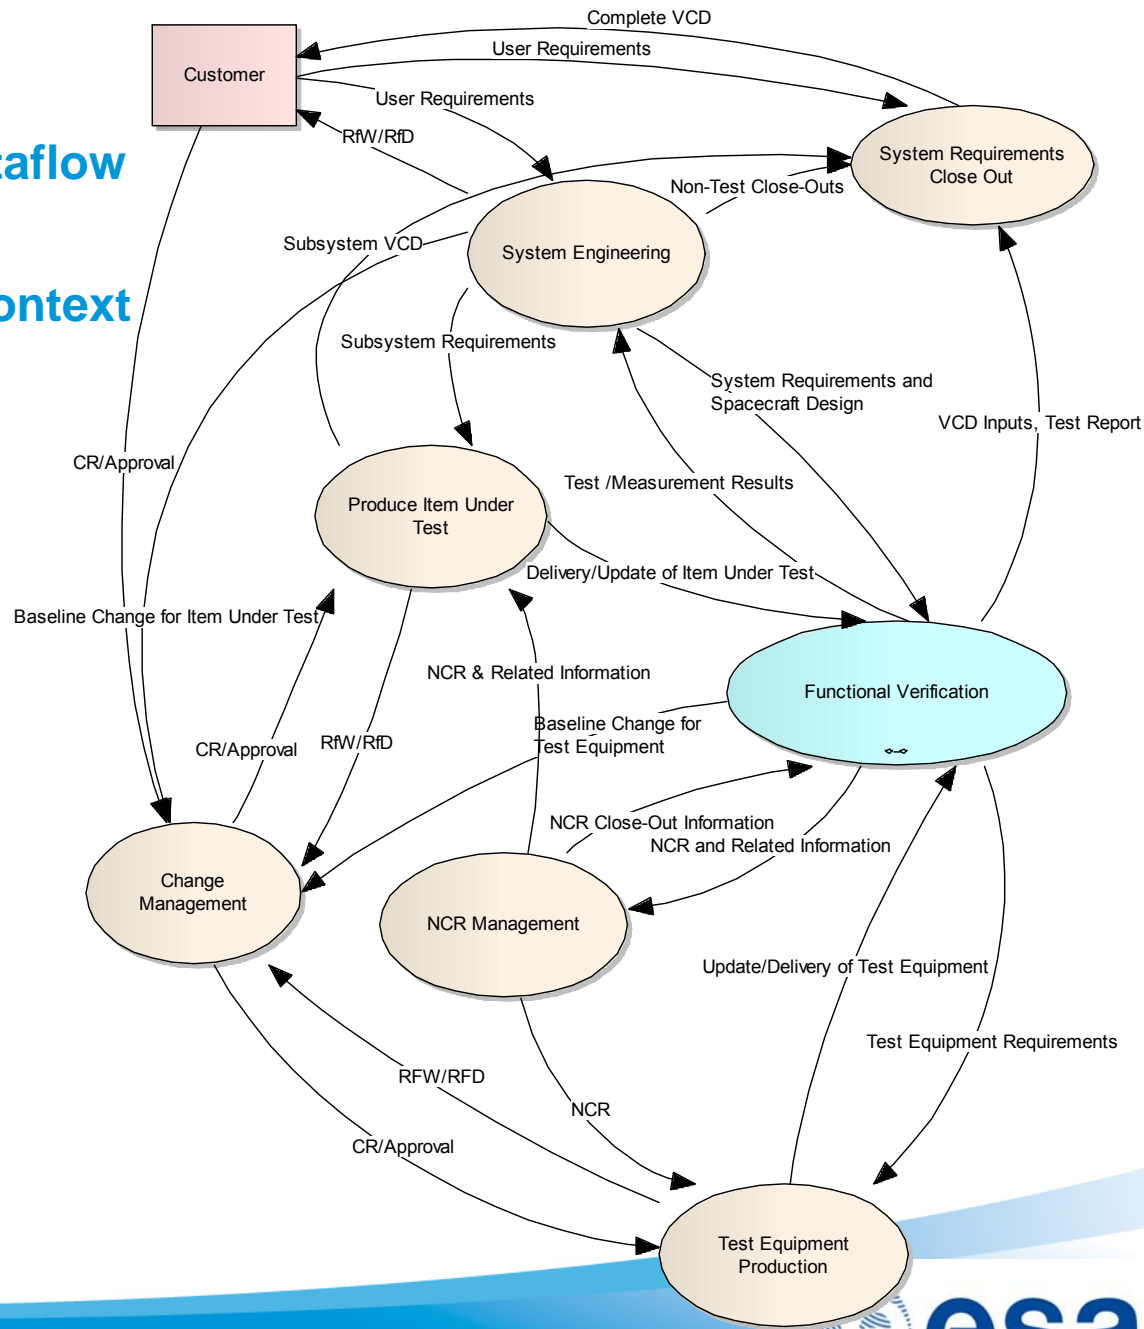 Complete VCD
User Requirements
Customer
User Requirements
RfW/RfD
taflow
System Requirements
Close Out
Non-Test Close-Outs
Subsystem VCD
System Engineering
ontext
Subsystem Requirements
System Requirements and
Spacecraft Design
VCD Inputs, Test Report
CR/Approval
Test /Measurement Results
Produce Item Under
Test
Delivery/Update of Item Under Test
Baseline Change for Item Under Test
NCR & Related Information
Functional Verification
Baseline Change for
Test Equipment
CR/Approval
RfW/RfD
NCR Close-Out Information
NCR and Related Information
Change
Management
NCR Management
Update/Delivery of Test Equipment
Test Equipment Requirements
RFW/RFD
NCR
CR/Approval
Test Equipment
Production
esa